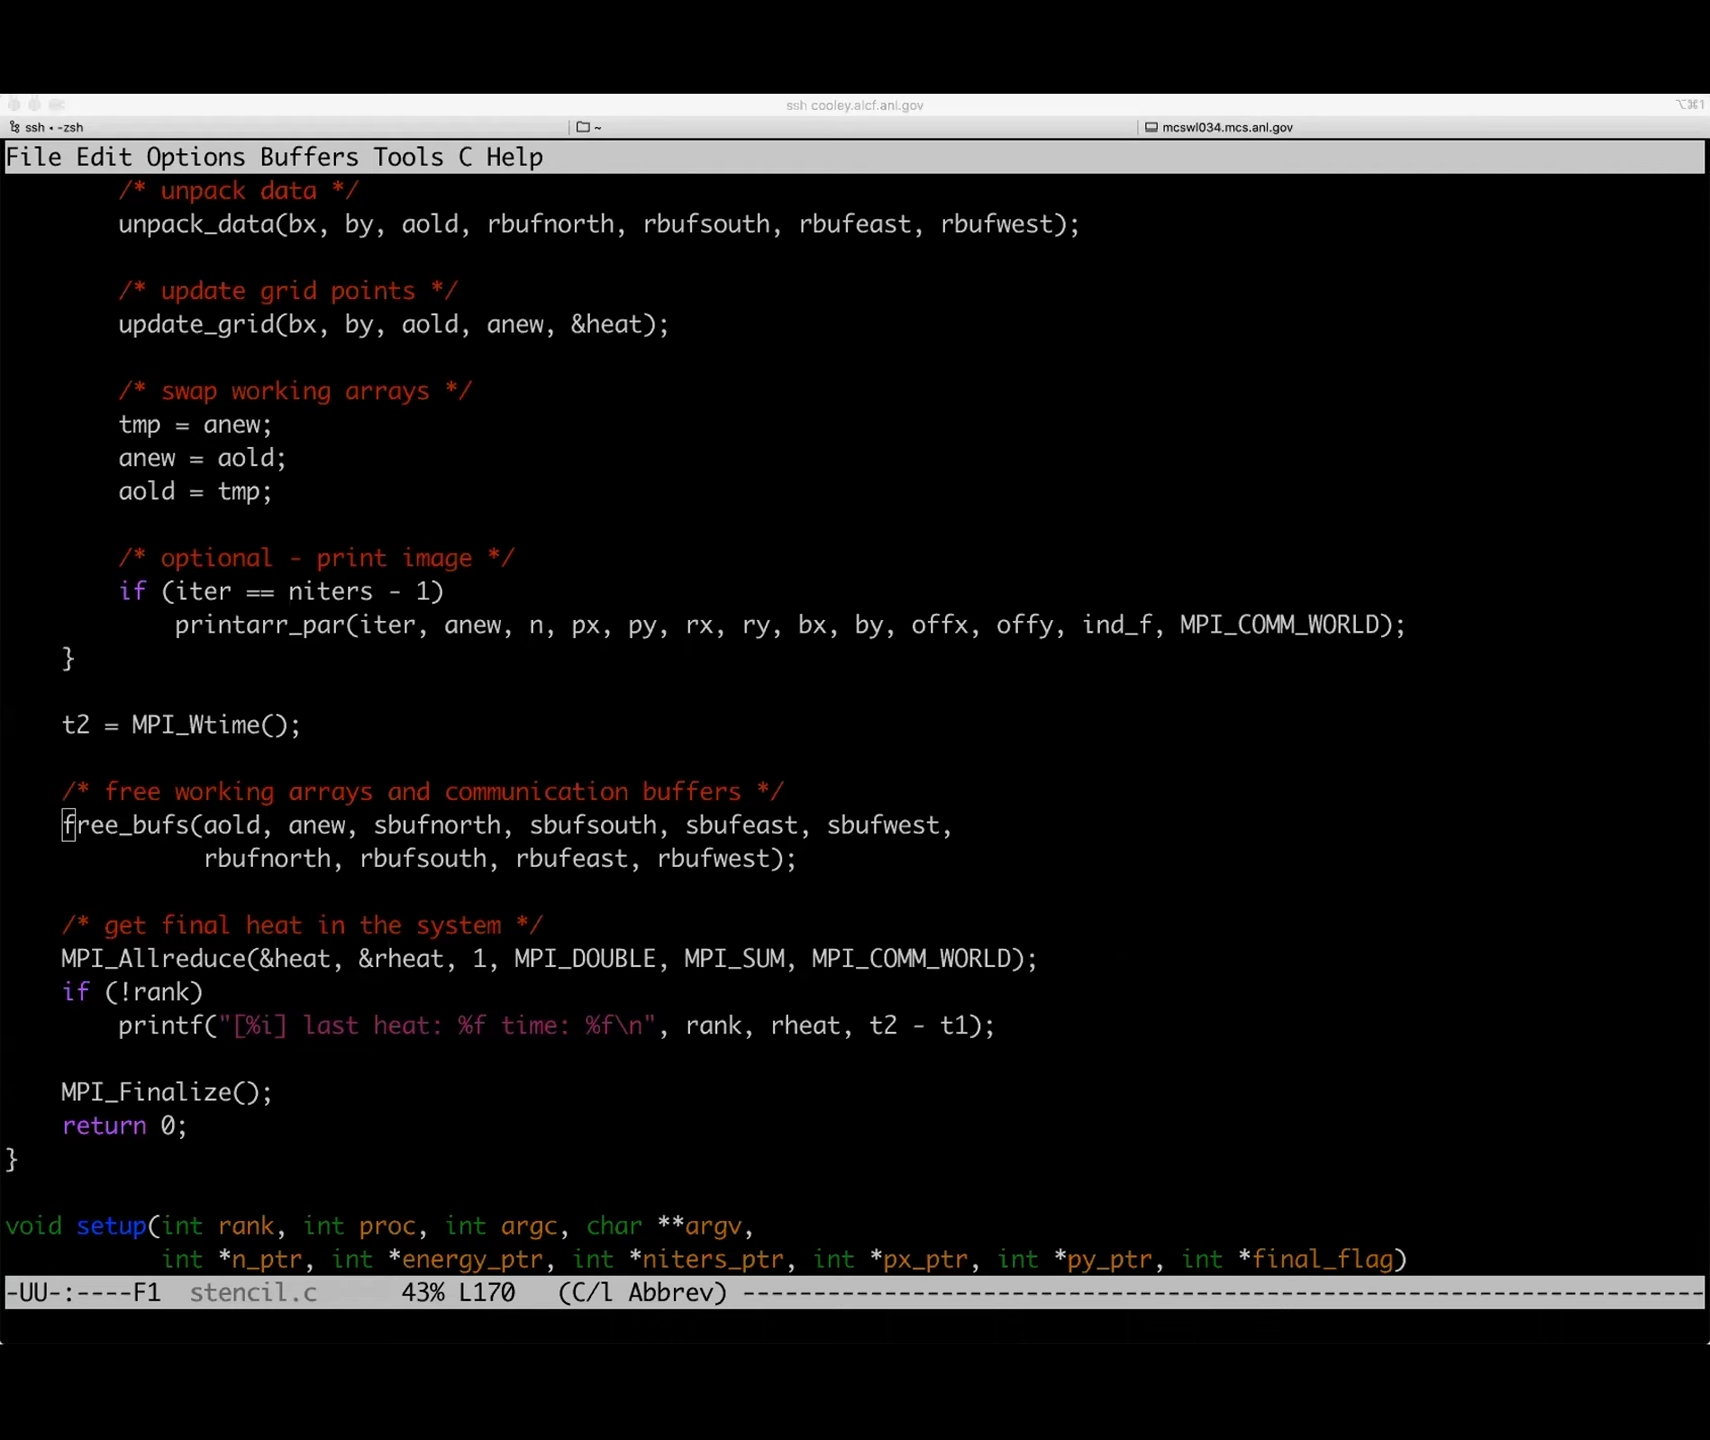 ssh cooley.alcf.anl.gov
⌥⌘1
ssh • -zsh
~
mcswl034.mcs.anl.gov
File Edit Options Buffers Tools C Help
        /* unpack data */
        unpack_data(bx, by, aold, rbufnorth, rbufsouth, rbufeast, rbufwest);
        /* update grid points */
        update_grid(bx, by, aold, anew, &heat);
        /* swap working arrays */
        tmp = anew;
        anew = aold;
        aold = tmp;
        /* optional - print image */
        if (iter == niters - 1)
            printarr_par(iter, anew, n, px, py, rx, ry, bx, by, offx, offy, ind_f, MPI_COMM_WORLD);
    }
    t2 = MPI_Wtime();
    /* free working arrays and communication buffers */
    free_bufs(aold, anew, sbufnorth, sbufsouth, sbufeast, sbufwest,
              rbufnorth, rbufsouth, rbufeast, rbufwest);
    /* get final heat in the system */
    MPI_Allreduce(&heat, &rheat, 1, MPI_DOUBLE, MPI_SUM, MPI_COMM_WORLD);
    if (!rank)
        printf("[%i] last heat: %f time: %f\n", rank, rheat, t2 - t1);
    MPI_Finalize();
    return 0;
}
void setup(int rank, int proc, int argc, char **argv,
           int *n_ptr, int *energy_ptr, int *niters_ptr, int *px_ptr, int *py_ptr, int *final_flag)
-UU-:----F1  stencil.c      43% L170   (C/l Abbrev) --------------------------------------------------------------------